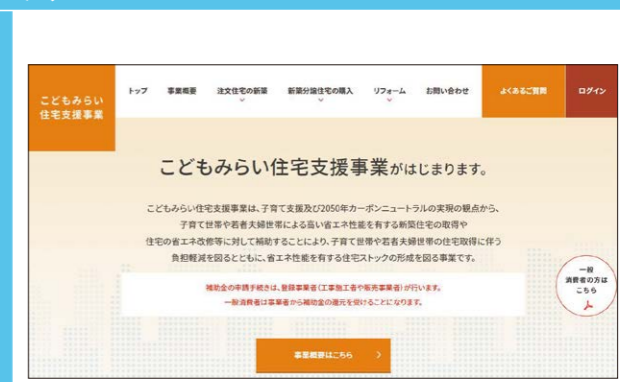 こどもみらい
住宅支援事業
トップ
事業概要
注文住宅の新築
新築分譲住宅の購入
リフォーム
お問い合わせ
よくあるご質問
ログイン
こどもみらい住宅支援事業がはじまります。
こどもみらい住宅支援事業は、子育て支援及び2050年カーボンニュートラルの実現の観点から、
子育て世帯や若者夫婦世帯による高い省エネ性能を有する新築住宅の取得や
住宅の省エネ改修等に対して補助することにより、子育て世帯や若者夫婦世帯の住宅取得に伴う
負担軽減を図るとともに、省エネ性能を有する住宅ストックの形成を図る事業です。
補助金の申請手続きは、登録事業者(工事施工者や販売事業者)が行います。
一般消費者は事業者から補助金の還元を受けることになります。
一般
消費者の方は
こちら
事業概要はこちら